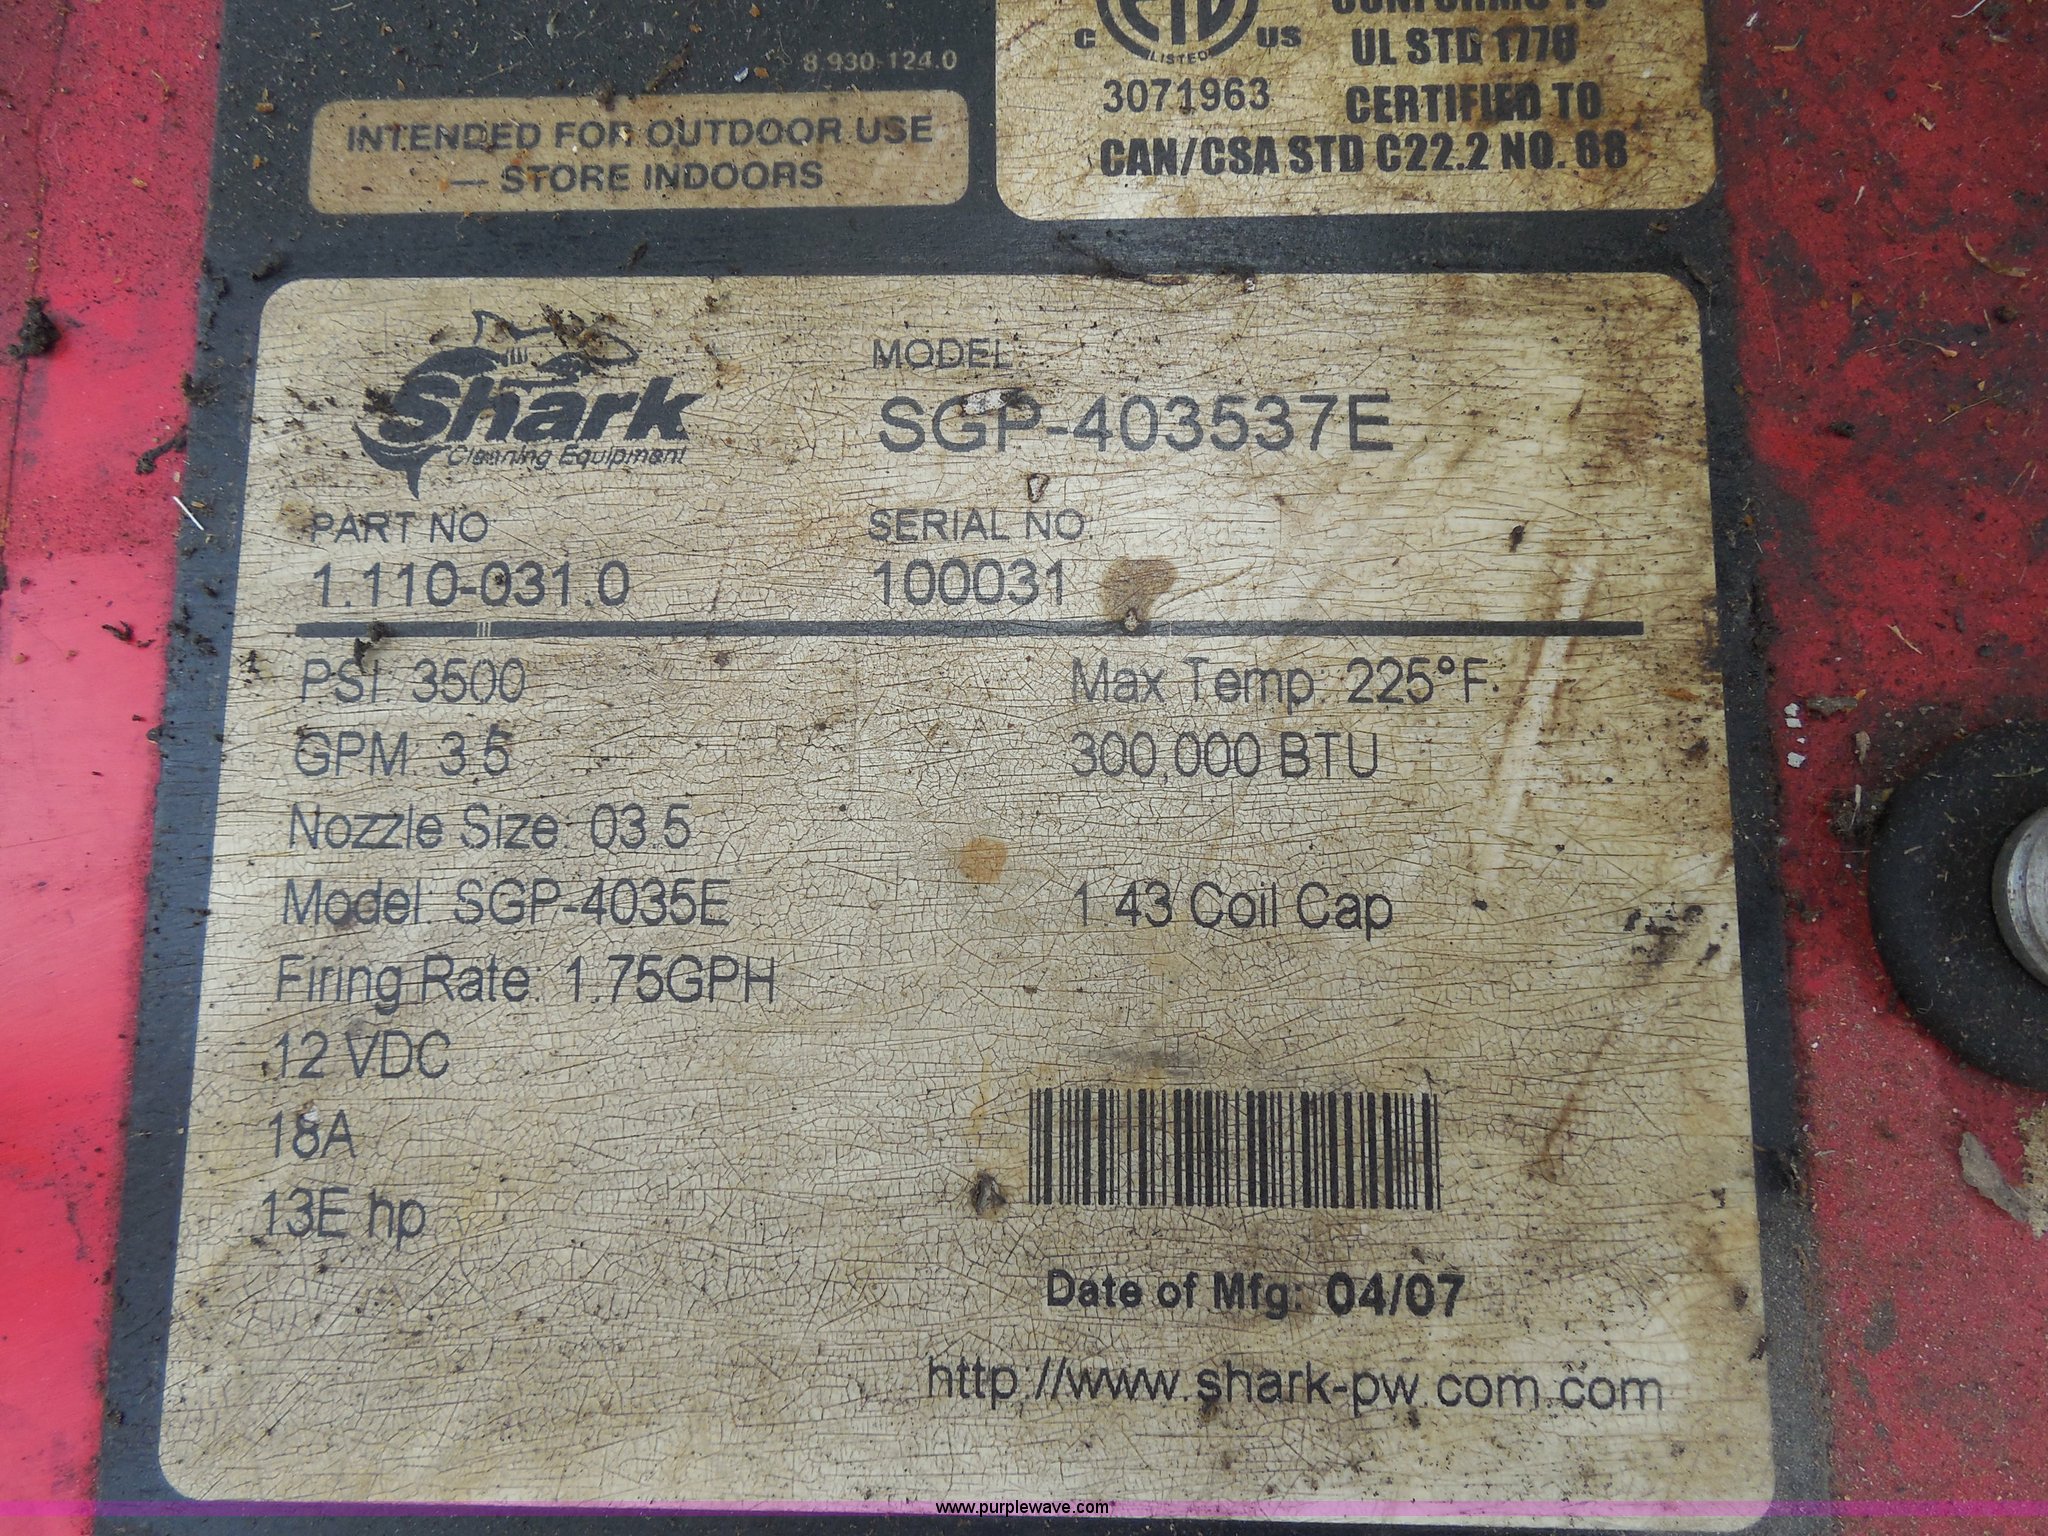 8.930-124.0
INTENDED FOR OUTDOOR USE
— STORE INDOORS
C US
LISTED
3071963
CONFORMS TO
UL STD 1776
CERTIFIED TO
CAN/CSA STD C22.2 NO. 68
Shark
Cleaning Equipment
MODEL:
SGP-403537E
PART NO
1.110-031.0
SERIAL NO.
100031
PSI: 3500
GPM: 3.5
Nozzle Size: 03.5
Model: SGP-4035E
Firing Rate: 1.75GPH
12 VDC
18A
13E hp
Max Temp: 225°F
300,000 BTU
1.43 Coil Cap
Date of Mfg: 04/07
http://www.shark-pw.com.com
www.purplewave.com